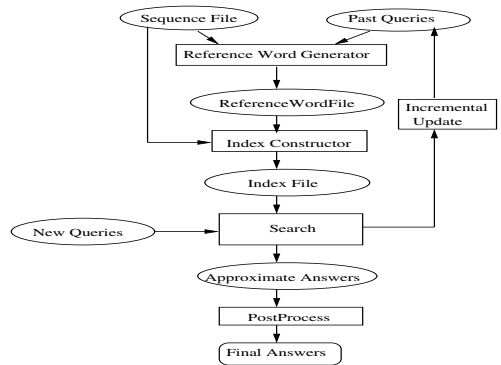 Sequence File
Past Queries
Reference Word Generator
ReferenceWordFile
Incremental
Update
Index Constructor
Index File
New Queries
Search
Approximate Answers
PostProcess
Final Answers